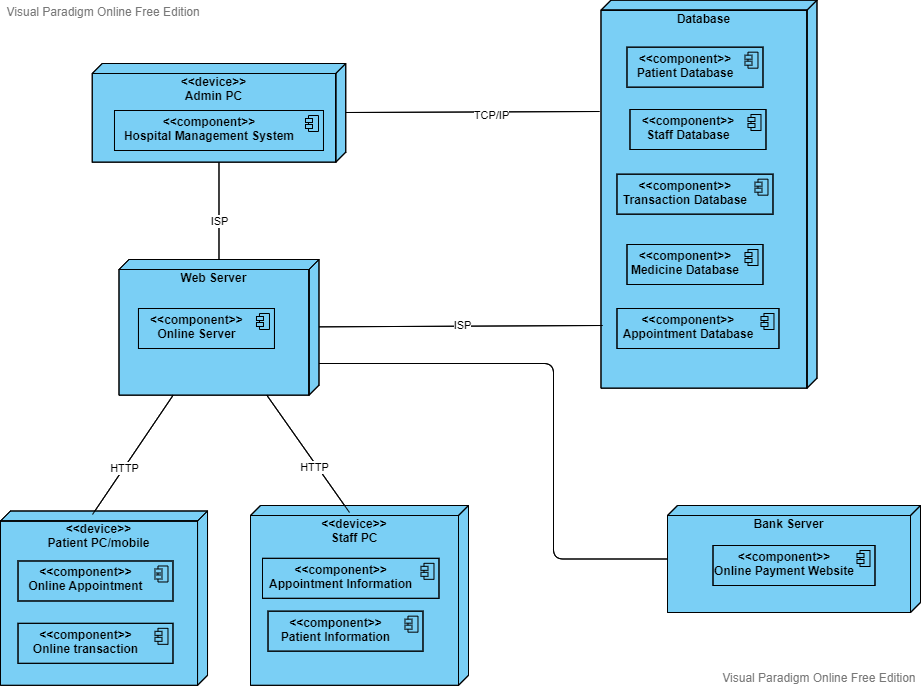 Visual Paradigm Online Free Edition
Database
<<component>>
Patient Database
<<device>>
Admin PC
<<component>>
Hospital Management System
TCP/IP
<<component>>
Staff Database
<<component>>
Transaction Database
ISP
<<component>>
Medicine Database
Web Server
<<component>>
Online Server
ISP
<<component>>
Appointment Database
HTTP
HTTP
<<device>>
Patient PC/mobile
<<component>>
Online Appointment
<<component>>
Online transaction
<<device>>
Staff PC
<<component>>
Appointment Information
<<component>>
Patient Information
Bank Server
<<component>>
Online Payment Website
Visual Paradigm Online Free Edition